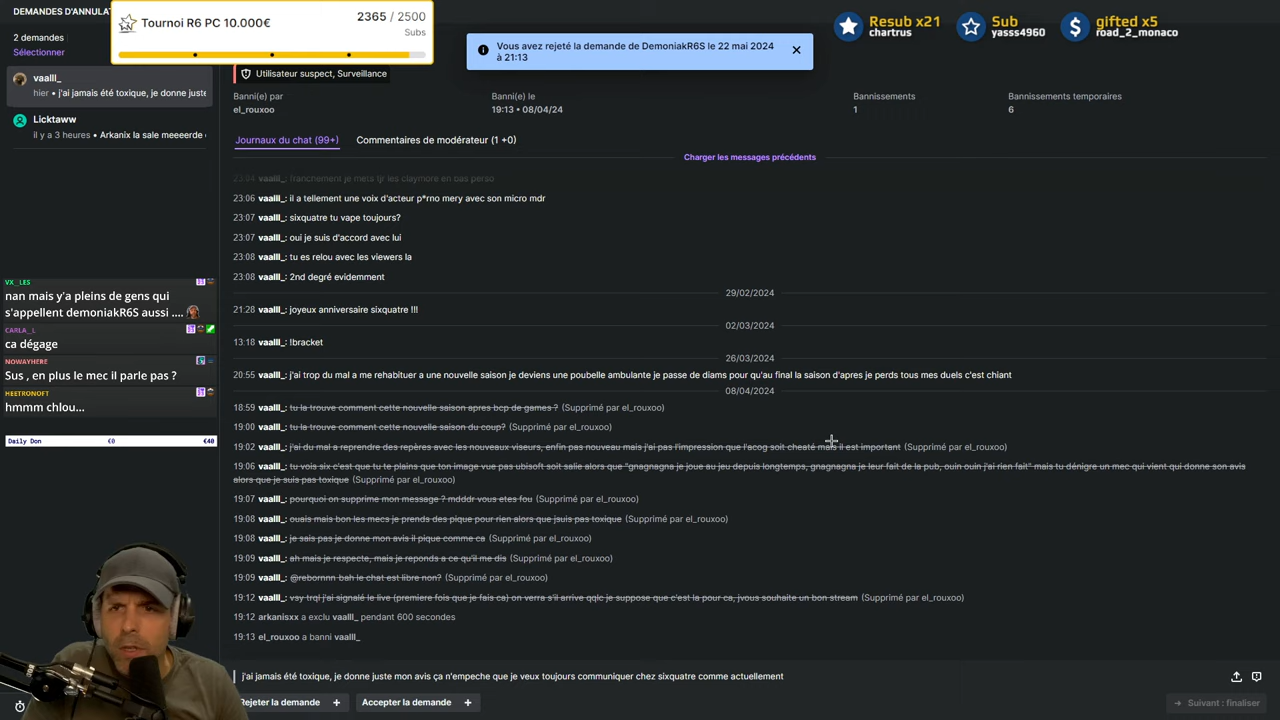 DEMANDES D'ANNULAT
2 demandes
Sélectionner
Tournoi R6 PC 10.000€
2365 / 2500
Subs
Vous avez rejeté la demande de DemoniakR6S le 22 mai 2024
à 21:13
Resub x21
chartrus
Sub
yasss4960
gifted x5
road_2_monaco
vaalll_
hier • j'ai jamais été toxique, je donne juste
Licktaww
il y a 3 heures • Arkanix la sale meeeerde
Utilisateur suspect, Surveillance
Banni(e) par
el_rouxoo
Banni(e) le
19:13 • 08/04/24
Bannissements
1
Bannissements temporaires
6
Journaux du chat (99+)
Commentaires de modérateur (1 +0)
Charger les messages précédents
23:04 vaalll_: franchement je mets tjr les claymore en bas perso
23:06 vaalll_: il a tellement une voix d'acteur p*rno mery avec son micro mdr
23:07 vaalll_: sixquatre tu vape toujours?
23:07 vaalll_: oui je suis d'accord avec lui
23:08 vaalll_: tu es relou avec les viewers la
23:08 vaalll_: 2nd degré evidemment
29/02/2024
21:28 vaalll_: joyeux anniversaire sixquatre !!!
02/03/2024
13:18 vaalll_: !bracket
26/03/2024
20:55 vaalll_: j'ai trop du mal a me rehabituer a une nouvelle saison je deviens une poubelle ambulante je passe de diams pour qu'au final la saison d'apres je perds tous mes duels c'est chiant
08/04/2024
18:59 vaalll_: tu la trouve comment cette nouvelle saison apres bcp de games ? (Supprimé par el_rouxoo)
19:00 vaalll_: tu la trouve comment cette nouvelle saison du coup? (Supprimé par el_rouxoo)
19:02 vaalll_: j'ai du mal a reprendre des repères avec les nouveaux viseurs, enfin pas nouveau mais j'ai pas l'impression que l'acog soit cheaté mais il est important (Supprimé par el_rouxoo)
19:06 vaalll_: tu vois six c'est que tu te plains que ton image vue pas ubisoft soit salie alors que "gnagnagna je joue au jeu depuis longtemps, gnagnagna je leur fait de la pub, ouin ouin j'ai rien fait" mais tu dénigre un mec qui vient qui donne son avis
alors que je suis pas toxique (Supprimé par el_rouxoo)
19:07 vaalll_: pourquoi on supprime mon message ? mdddr vous etes fou (Supprimé par el_rouxoo)
19:08 vaalll_: ouais mais bon les mecs je prends des pique pour rien alors que jsuis pas toxique (Supprimé par el_rouxoo)
19:08 vaalll_: je sais pas je donne mon avis il pique comme ca (Supprimé par el_rouxoo)
19:09 vaalll_: ah mais je respecte, mais je reponds a ce qu'il me dis (Supprimé par el_rouxoo)
19:09 vaalll_: @rebornnn bah le chat est libre non? (Supprimé par el_rouxoo)
19:12 vaalll_: vsy trql j'ai signalé le live (premiere fois que je fais ca) on verra s'il arrive qqlc je suppose que c'est la pour ca, jvous souhaite un bon stream (Supprimé par el_rouxoo)
19:12 arkanisxx a exclu vaalll_ pendant 600 secondes
19:13 el_rouxoo a banni vaalll_
VX_LES
nan mais y'a pleins de gens qui
s'appellent demoniakR6S aussi ....
CARLA_L
ca dégage
NOWAYHERE
Sus , en plus le mec il parle pas ?
HEETRONOFT
hmmm chlou...
Daily Don
€0
€40
j'ai jamais été toxique, je donne juste mon avis ça n'empeche que je veux toujours communiquer chez sixquatre comme actuellement
Rejeter la demande +
Accepter la demande +
Suivant : finaliser